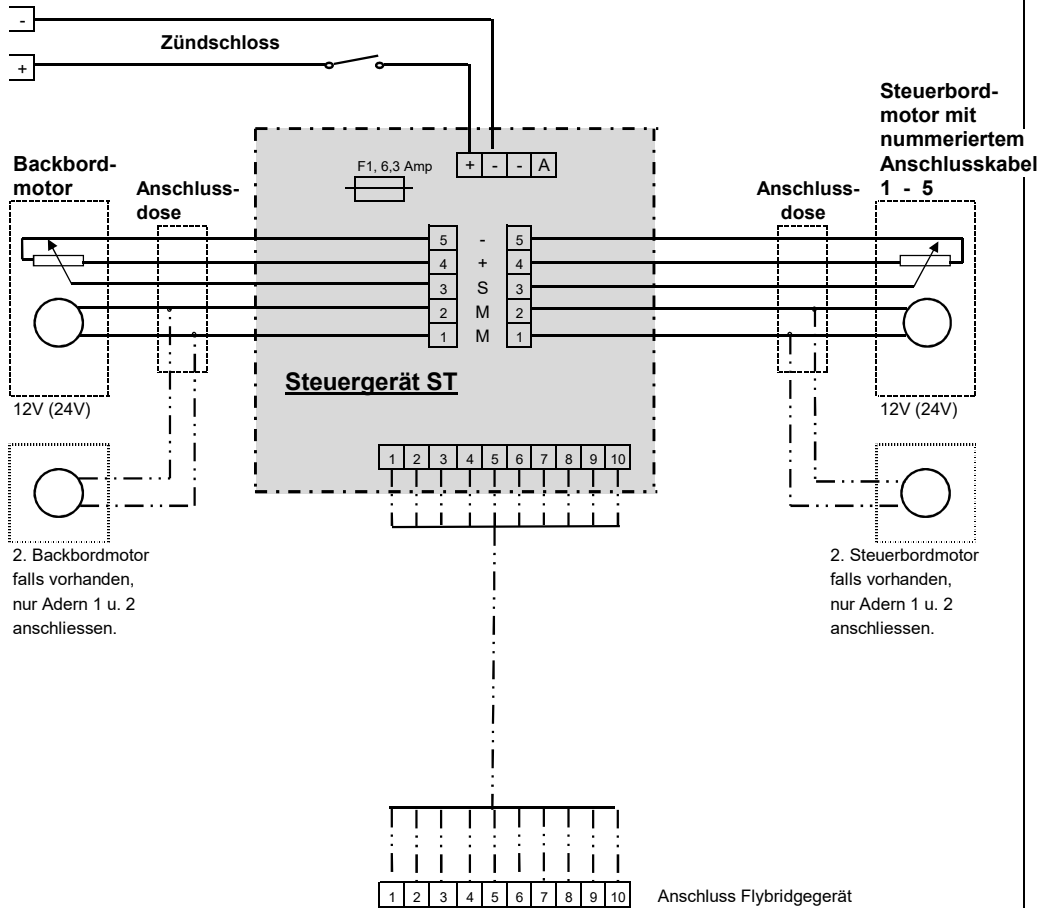 -
Zündschloss
+
Steuerbord-
motor mit
nummeriertem
Anschlusskabel
1 - 5
Backbord-
motor
Anschluss-
dose
F1, 6,3 Amp
+ - - A
Anschluss-
dose
5 - 5
4 + 4
3 S 3
2 M 2
1 M 1
Steuergerät ST
12V (24V)
12V (24V)
1 2 3 4 5 6 7 8 9 10
2. Backbordmotor
falls vorhanden,
nur Adern 1 u. 2
anschliessen.
2. Steuerbordmotor
falls vorhanden,
nur Adern 1 u. 2
anschliessen.
1 2 3 4 5 6 7 8 9 10
Anschluss Flybridgegerät